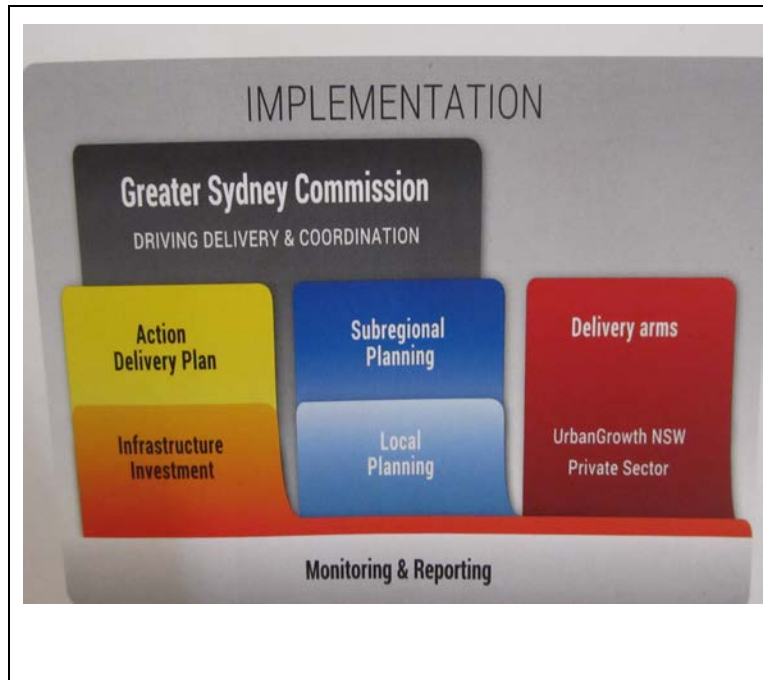 IMPLEMENTATION
Greater Sydney Commission
DRIVING DELIVERY & COORDINATION
Action
Delivery Plan
Subregional
Planning
Delivery arms
Infrastructure
Investment
Local
Planning
UrbanGrowth NSW
Private Sector
Monitoring & Reporting